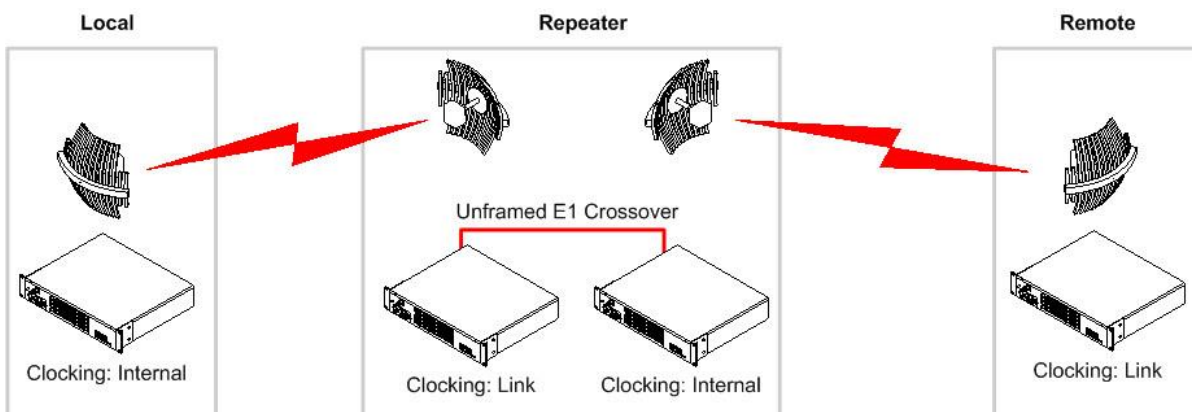 Local
Repeater
Remote
Unframed E1 Crossover
Clocking: Internal
Clocking: Link
Clocking: Internal
Clocking: Link